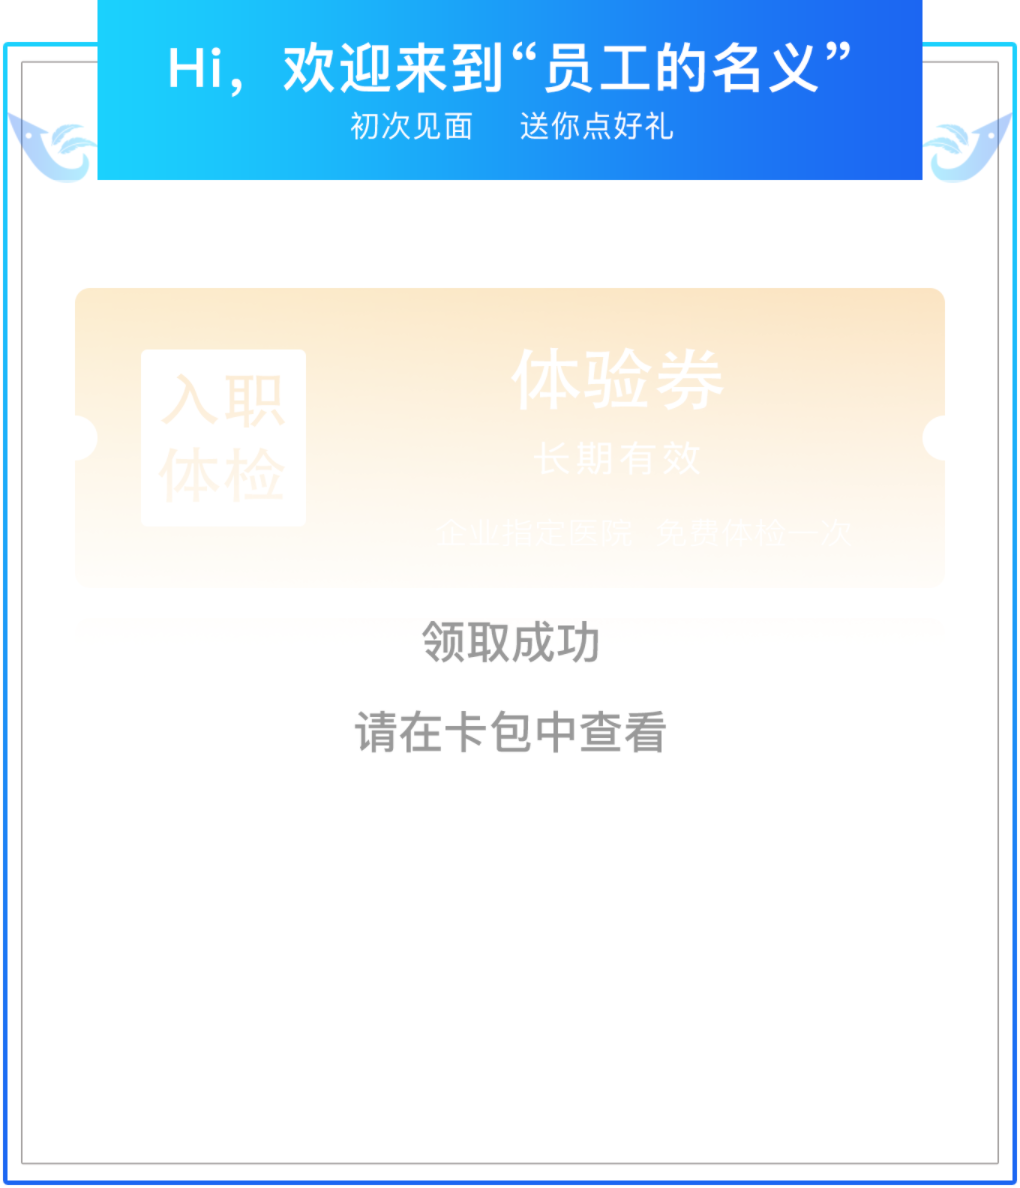 Hi，欢迎来到“员工的名义”
初次见面 送你点好礼
入职
体检
体验券
长期有效
企业指定医院 免费体检一次
领取成功
请在卡包中查看